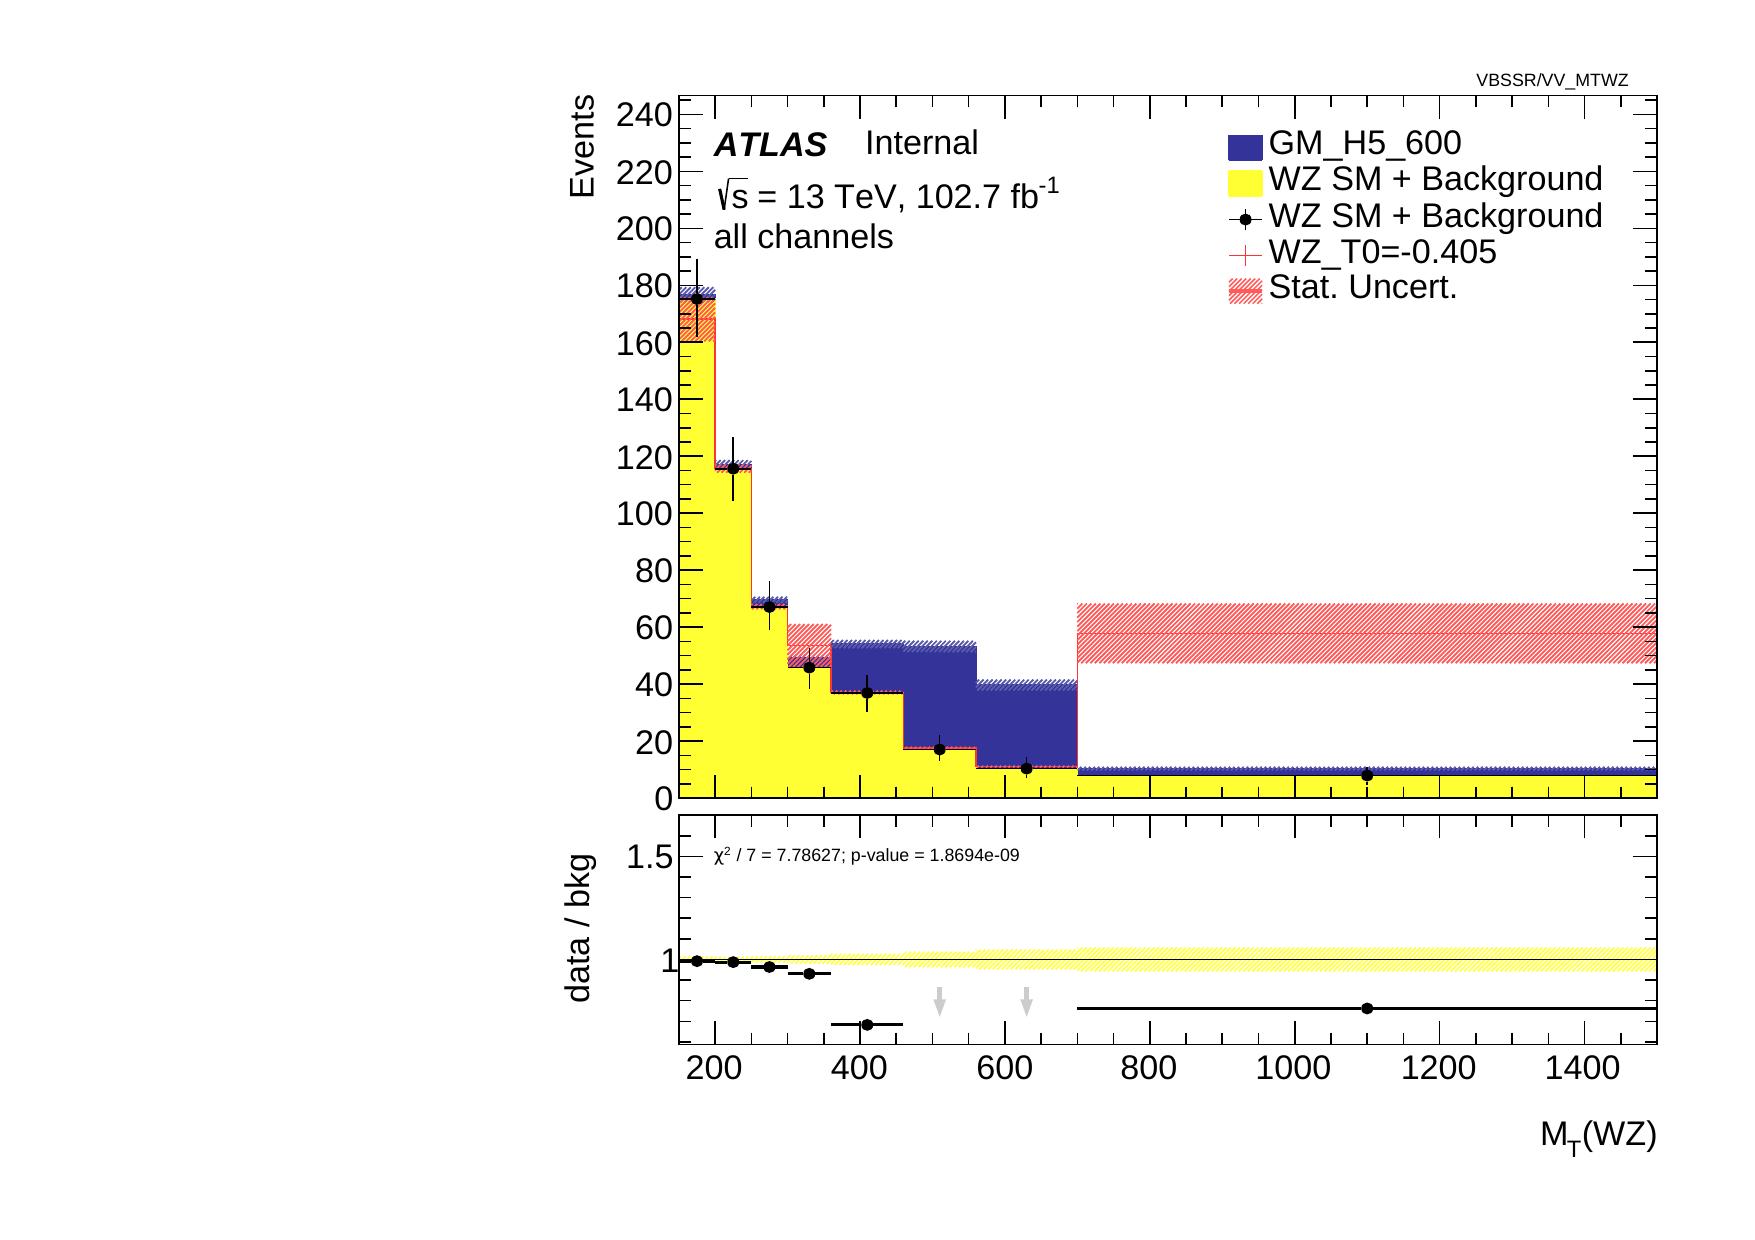 VBSSR/VV_MTWZ
Events
240
220
200
180
160
140
120
100
80
60
40
20
0
ATLAS Internal
√s = 13 TeV, 102.7 fb⁻¹
all channels
GM_H5_600
WZ SM + Background
WZ SM + Background
WZ_T0=-0.405
Stat. Uncert.
data / bkg
1.5
1
χ² / 7 = 7.78627; p-value = 1.8694e-09
200 400 600 800 1000 1200 1400
M_T(WZ)